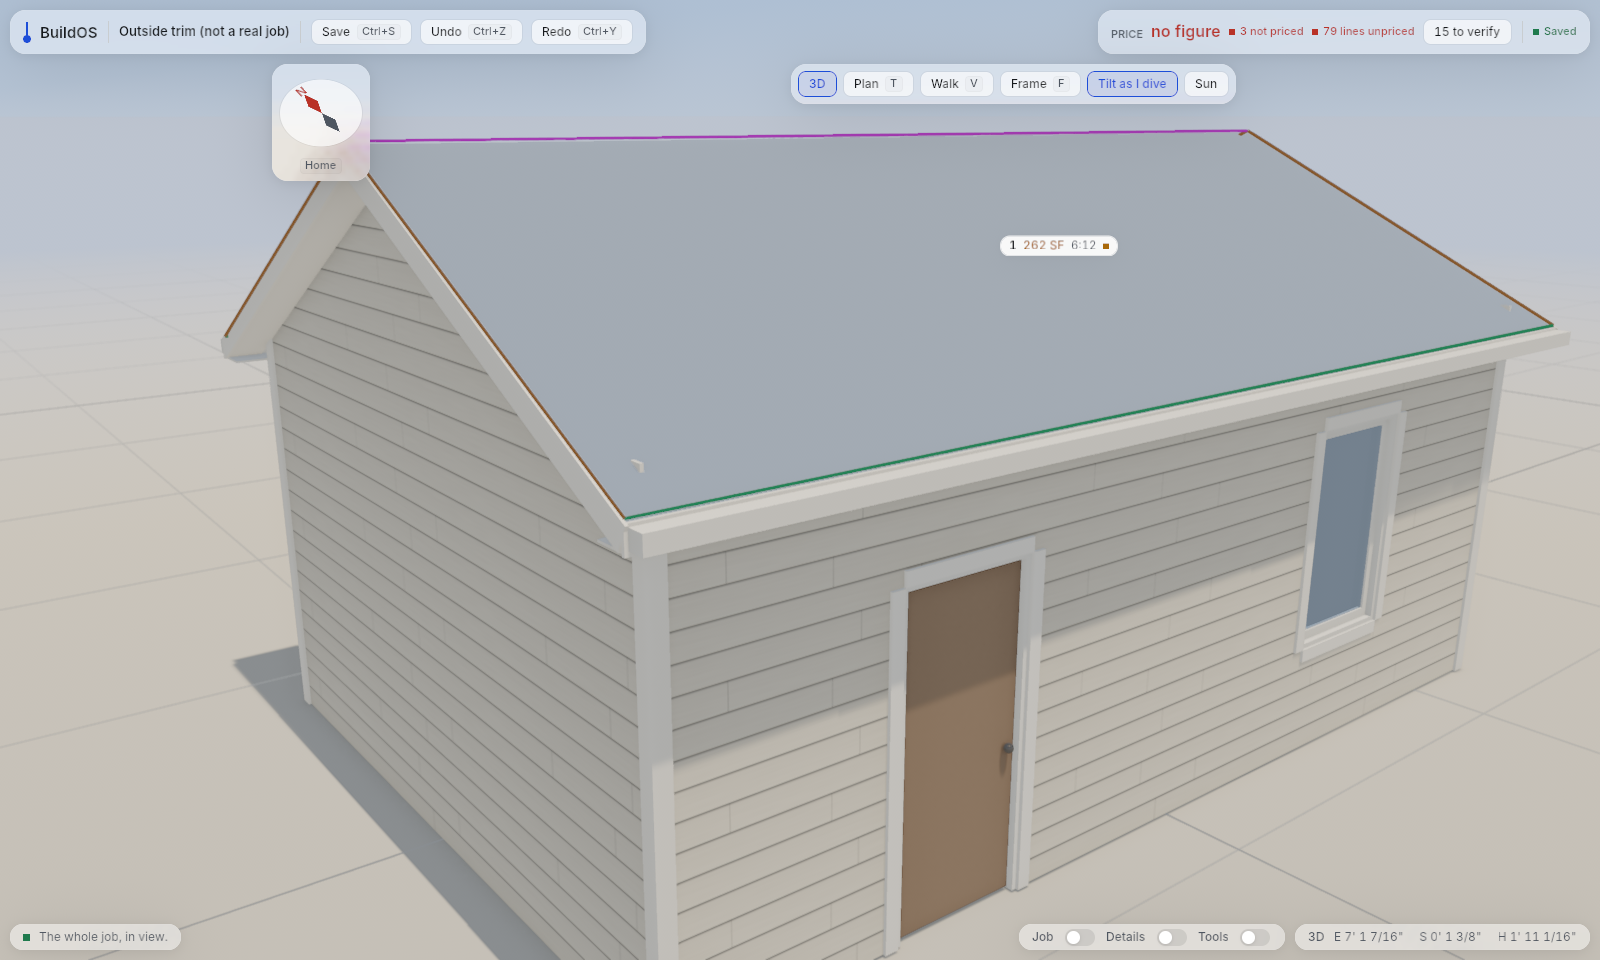 BuildOS Outside trim (not a real job) Save Ctrl+S Undo Ctrl+Z Redo Ctrl+Y
PRICE no figure 3 not priced 79 lines unpriced 15 to verify Saved
3D Plan T Walk V Frame F Tilt as I dive Sun
N
Home
1 262 SF 6:12
The whole job, in view.
Job Details Tools
3D E 7' 1 7/16" S 0' 1 3/8" H 1' 11 1/16"